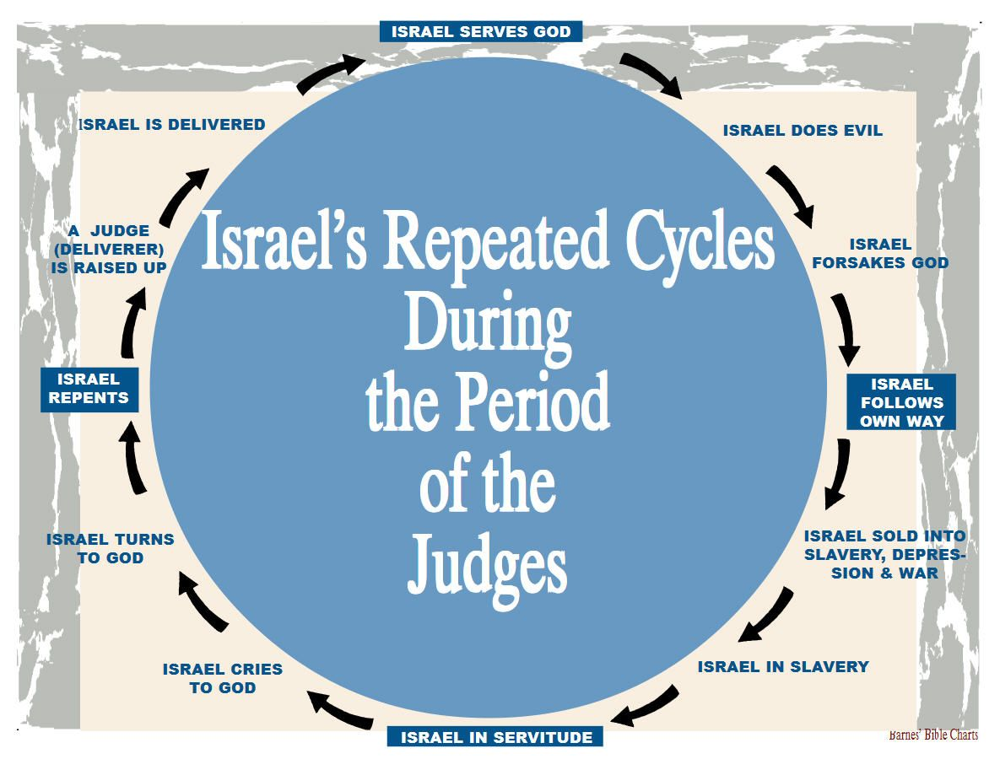 ISRAEL SERVES GOD
ISRAEL DOES EVIL
ISRAEL
FORSAKES GOD
ISRAEL
FOLLOWS
OWN WAY
ISRAEL SOLD INTO
SLAVERY, DEPRES-
SION & WAR
ISRAEL IN SLAVERY
ISRAEL IN SERVITUDE
ISRAEL CRIES
TO GOD
ISRAEL TURNS
TO GOD
ISRAEL
REPENTS
A JUDGE
(DELIVERER)
IS RAISED UP
ISRAEL IS DELIVERED
Israel's Repeated Cycles
During
the Period
of the
Judges
Barnes' Bible Charts